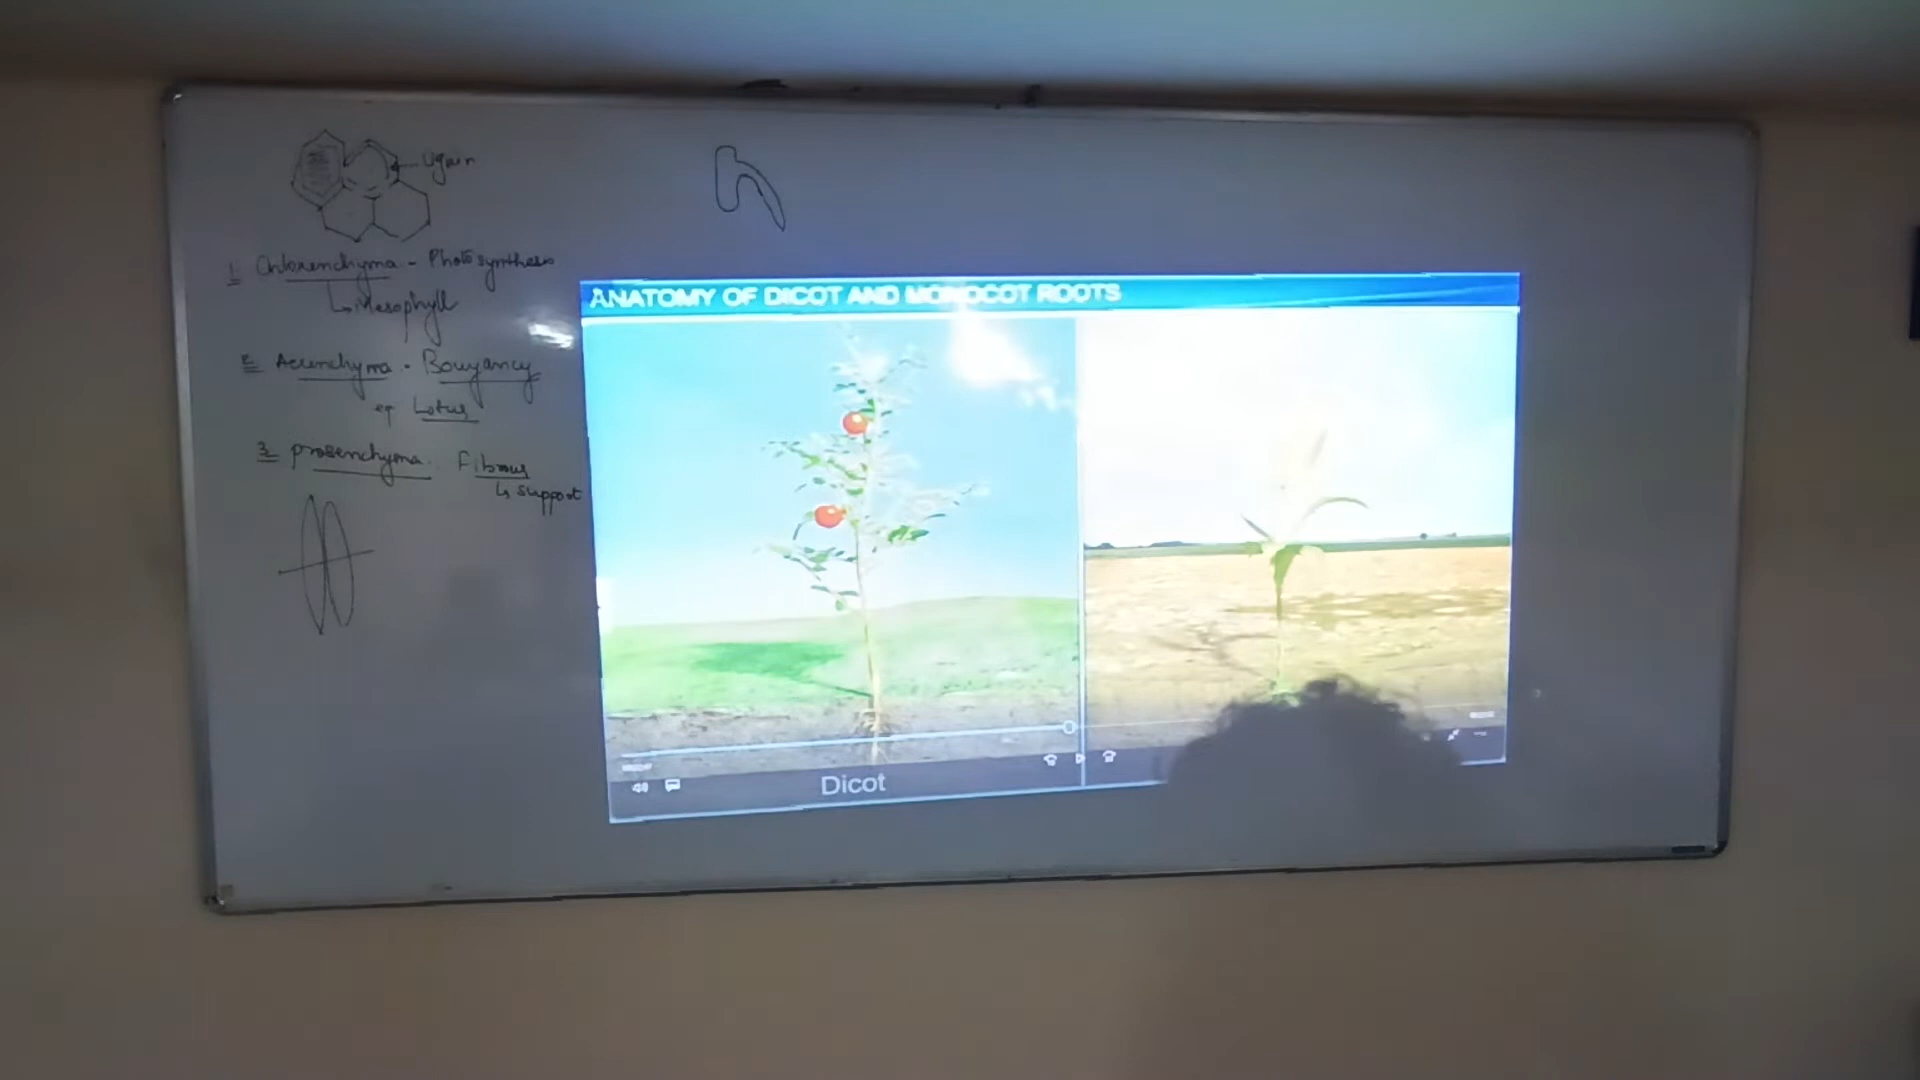 Lignin
1. Chlorenchyma - Photosynthesis
↳ Mesophyll
2. Aerenchyma - Bouyancy
eg Lotus
3. prosenchyma. Fibrous
↳ support
ANATOMY OF DICOT AND MONOCOT ROOTS
Dicot